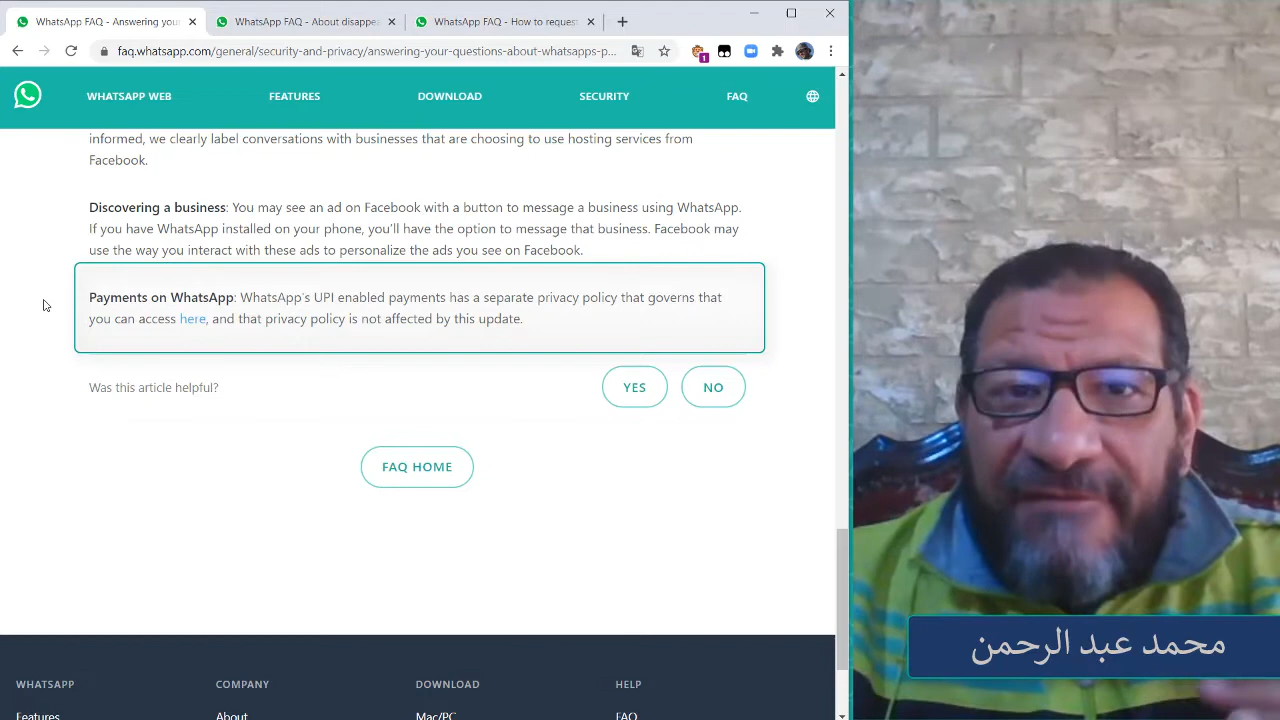 WhatsApp FAQ - Answering your
WhatsApp FAQ - About disappea
WhatsApp FAQ - How to request
faq.whatsapp.com/general/security-and-privacy/answering-your-questions-about-whatsapps-p...
1
WHATSAPP WEB
FEATURES
DOWNLOAD
SECURITY
FAQ
informed, we clearly label conversations with businesses that are choosing to use hosting services from
Facebook.
Discovering a business: You may see an ad on Facebook with a button to message a business using WhatsApp.
If you have WhatsApp installed on your phone, you'll have the option to message that business. Facebook may
use the way you interact with these ads to personalize the ads you see on Facebook.
Payments on WhatsApp: WhatsApp's UPI enabled payments has a separate privacy policy that governs that
you can access here, and that privacy policy is not affected by this update.
Was this article helpful?
YES
NO
FAQ HOME
WHATSAPP
COMPANY
DOWNLOAD
HELP
Features
About
Mac/PC
FAQ
محمد عبد الرحمن